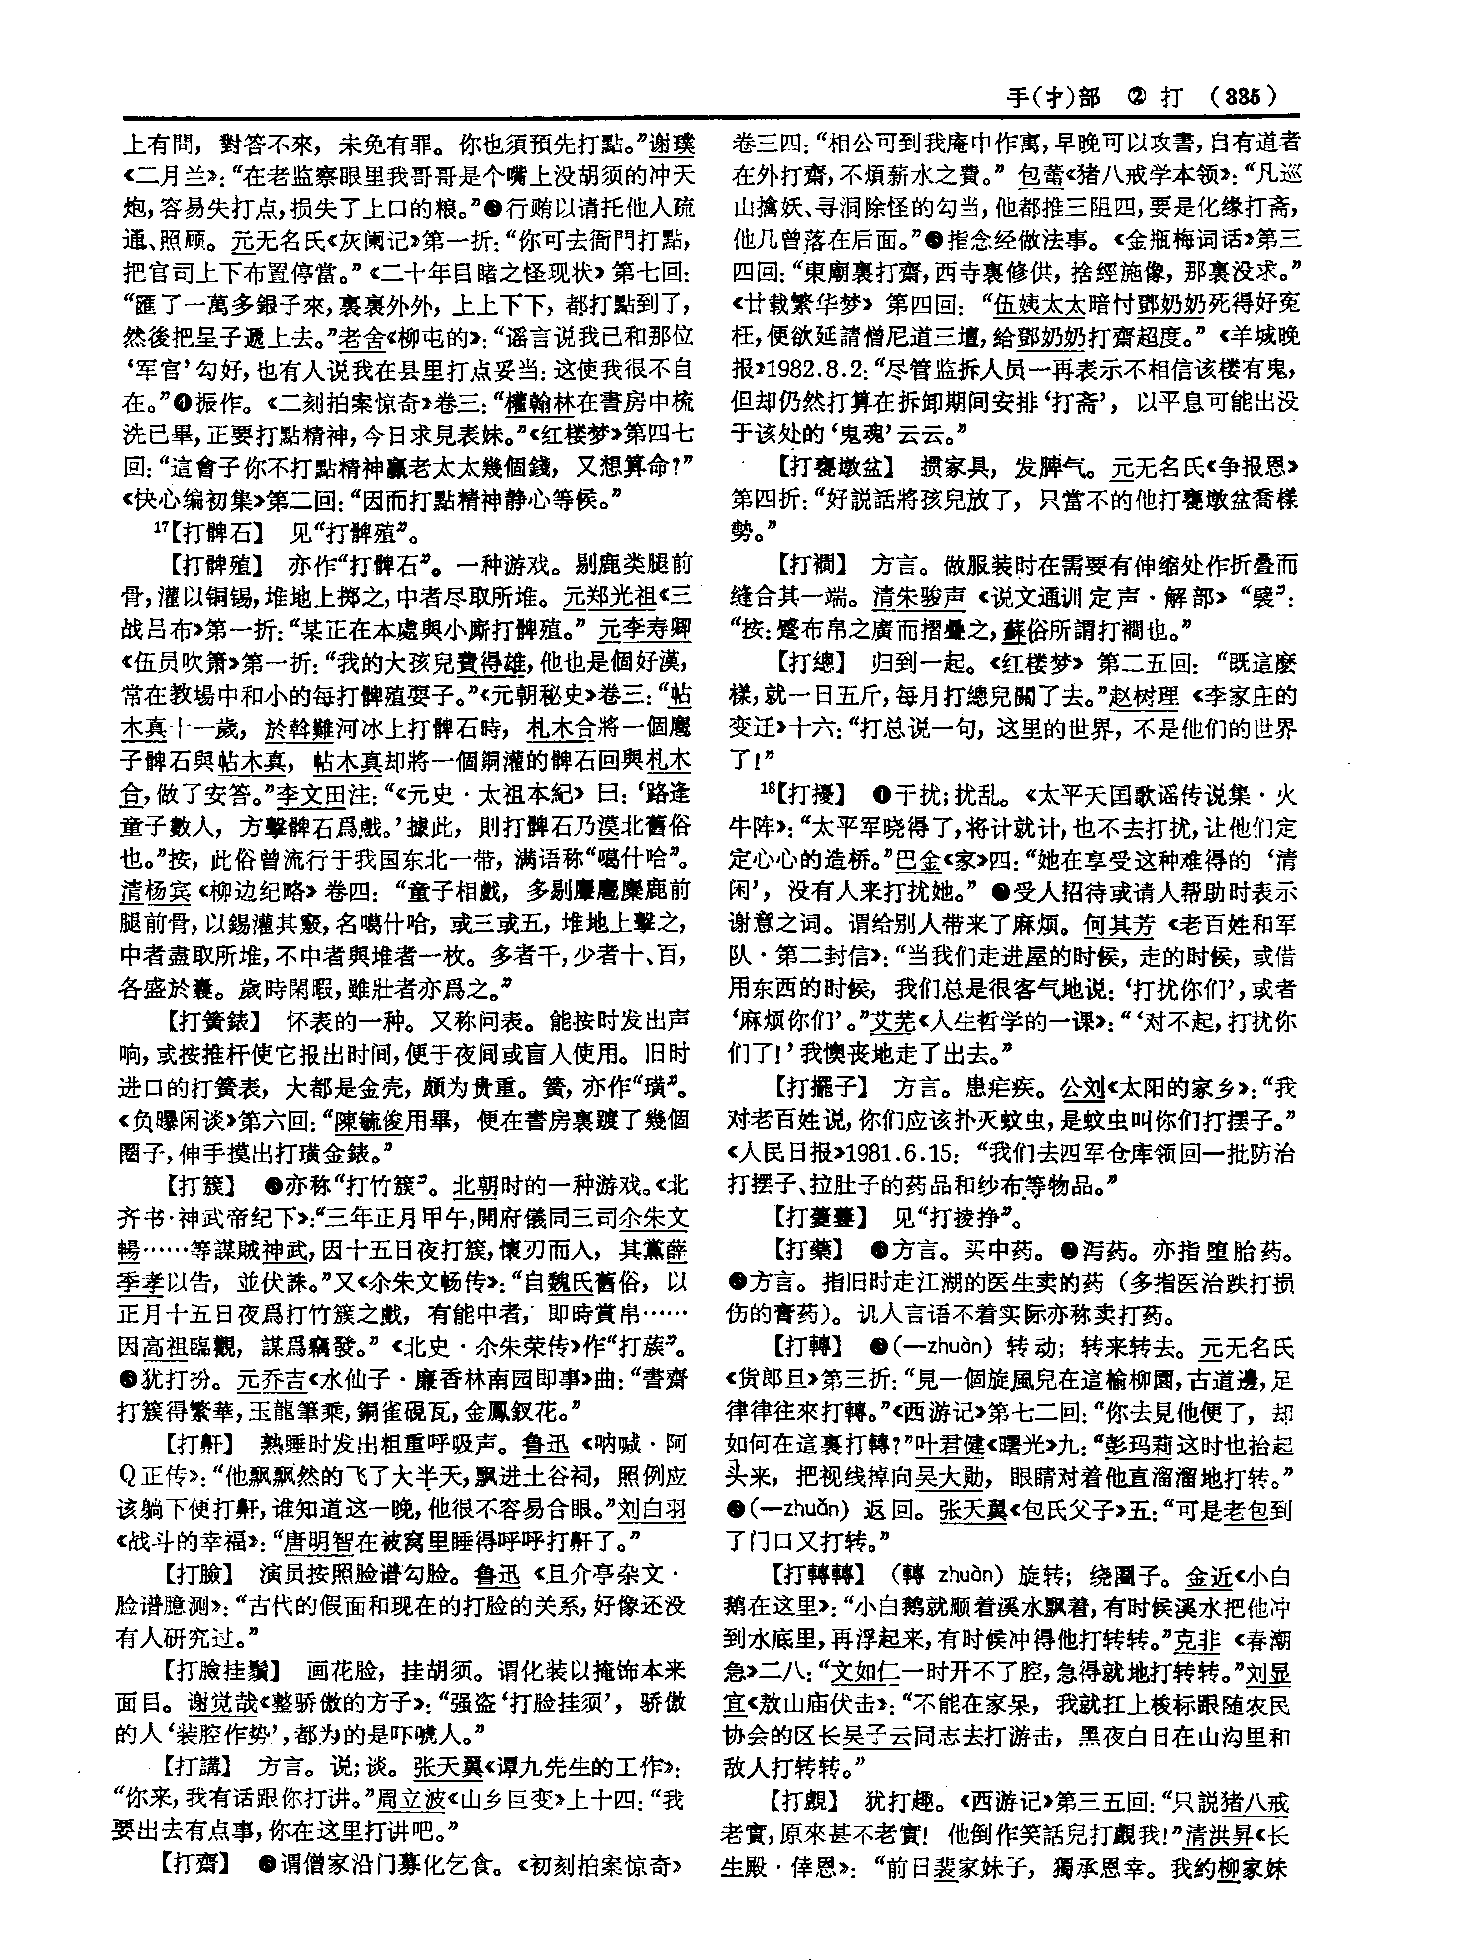 手(扌)部 ② 打 (335)
上有問，對答不來，未免有罪。你也須預先打點。”谢璞
《二月兰》：“在老监察眼里我哥哥是个嘴上没胡须的冲天
炮，容易失打点，损失了上口的粮。”❸行贿以请托他人疏
通、照顾。元无名氏《灰阑记》第一折：“你可去衙門打點，
把官司上下布置停當。”《二十年目睹之怪现状》第七回：
“匯了一萬多銀子來，裏裏外外，上上下下，都打點到了，
然後把呈子遞上去。”老舍《柳屯的》：“谣言说我已和那位
‘军官’勾好，也有人说我在县里打点妥当：这使我很不自
在。”❹振作。《二刻拍案惊奇》卷三：“權翰林在書房中梳
洗已畢，正要打點精神，今日求見表妹。”《红楼梦》第四七
回：“這會子你不打點精神贏老太太幾個錢，又想算命？”
《快心编初集》第二回：“因而打點精神静心等候。”
17【打髀石】 见“打髀殖”。
【打髀殖】 亦作“打髀石”。一种游戏。剔鹿类腿前
骨，灌以铜锡，堆地上掷之，中者尽取所堆。元郑光祖《三
战吕布》第一折：“某正在本處與小廝打髀殖。”元李寿卿
《伍员吹箫》第一折：“我的大孩兒費得雄，他也是個好漢，
常在教場中和小的每打髀殖耍子。”《元朝秘史》卷三：“帖
木真十一歲，於斡難河冰上打髀石時，札木合將一個麅
子髀石與帖木真，帖木真却將一個銅灌的髀石回與札木
合，做了安答。”李文田注：“《元史·太祖本紀》曰：‘路逢
童子數人，方擊髀石爲戲。’據此，則打髀石乃漠北舊俗
也。”按，此俗曾流行于我国东北一带，满语称“噶什哈”。
清杨宾《柳边纪略》卷四：“童子相戲，多剔麞麅麋鹿前
腿前骨，以錫灌其竅，名噶什哈，或三或五，堆地上擊之，
中者盡取所堆，不中者與堆者一枚。多者千，少者十、百，
各盛於囊。歲時閑暇，雖壯者亦爲之。”
【打簧錶】 怀表的一种。又称问表。能按时发出声
响，或按推杆使它报出时间，便于夜间或盲人使用。旧时
进口的打簧表，大都是金壳，颇为贵重。簧，亦作“璜”。
《负曝闲谈》第六回：“陳毓俊用畢，便在書房裏踱了幾個
圈子，伸手摸出打璜金錶。”
【打簇】 ❶亦称“打竹簇”。北朝时的一种游戏。《北
齐书·神武帝纪下》：“三年正月甲午，開府儀同三司尒朱文
暢……等謀賊神武，因十五日夜打簇，懷刃而入，其黨薛
季孝以告，並伏誅。”又《尒朱文畅传》：“自魏氏舊俗，以
正月十五日夜爲打竹簇之戲，有能中者，即時賞帛……
因高祖臨觀，謀爲竊發。”《北史·尒朱荣传》作“打蔟”。
❷犹打扮。元乔吉《水仙子·廉香林南园即事》曲：“書齋
打簇得繁華，玉龍筆乘，銅雀硯瓦，金鳳釵花。”
【打鼾】 熟睡时发出粗重呼吸声。鲁迅《呐喊·阿
Q正传》：“他飘飘然的飞了大半天，飘进土谷祠，照例应
该躺下便打鼾，谁知道这一晚，他很不容易合眼。”刘白羽
《战斗的幸福》：“唐明智在被窝里睡得呼呼打鼾了。”
【打臉】 演员按照脸谱勾脸。鲁迅《且介亭杂文·
脸谱臆测》：“古代的假面和现在的打脸的关系，好像还没
有人研究过。”
【打臉挂鬚】 画花脸，挂胡须。谓化装以掩饰本来
面目。谢觉哉《整骄傲的方子》：“强盗‘打脸挂须’，骄傲
的人‘装腔作势’，都为的是吓唬人。”
【打講】 方言。说；谈。张天翼《谭九先生的工作》：
“你来，我有话跟你打讲。”周立波《山乡巨变》上十四：“我
要出去有点事，你在这里打讲吧。”
【打齋】 ❶谓僧家沿门募化乞食。《初刻拍案惊奇》
卷三四：“相公可到我庵中作寓，早晚可以攻書，自有道者
在外打齋，不煩薪水之費。”包蕾《猪八戒学本领》：“凡巡
山擒妖、寻洞除怪的勾当，他都推三阻四，要是化缘打斋，
他几曾落在后面。”❷指念经做法事。《金瓶梅词话》第三
四回：“東廟裏打齋，西寺裏修供，捨經施像，那裏没求。”
《廿载繁华梦》第四回：“伍姨太太暗忖鄧奶奶死得好寃
枉，便欲延請僧尼道三壇，給鄧奶奶打齋超度。”《羊城晚
报》1982.8.2：“尽管监拆人员一再表示不相信该楼有鬼，
但却仍然打算在拆卸期间安排‘打斋’，以平息可能出没
于该处的‘鬼魂’云云。”
【打甕墩盆】 掼家具，发脾气。元无名氏《争报恩》
第四折：“好説話將孩兒放了，只當不的他打甕墩盆喬樣
勢。”
【打襇】 方言。做服装时在需要有伸缩处作折叠而
缝合其一端。清朱骏声《说文通训定声·解部》“襞”：
“按：蹙布帛之廣而摺疊之，蘇俗所謂打襇也。”
【打總】 归到一起。《红楼梦》第二五回：“既這麽
樣，就一日五斤，每月打總兒關了去。”赵树理《李家庄的
变迁》十六：“打总说一句，这里的世界，不是他们的世界
了！”
18【打擾】 ❶干扰；扰乱。《太平天国歌谣传说集·火
牛阵》：“太平军晓得了，将计就计，也不去打扰，让他们定
定心心的造桥。”巴金《家》四：“她在享受这种难得的‘清
闲’，没有人来打扰她。”❷受人招待或请人帮助时表示
谢意之词。谓给别人带来了麻烦。何其芳《老百姓和军
队·第二封信》：“当我们走进屋的时候，走的时候，或借
用东西的时候，我们总是很客气地说：‘打扰你们’，或者
‘麻烦你们’。”艾芜《人生哲学的一课》：“‘对不起，打扰你
们了！’我懊丧地走了出去。”
【打擺子】 方言。患疟疾。公刘《太阳的家乡》：“我
对老百姓说，你们应该扑灭蚊虫，是蚊虫叫你们打摆子。”
《人民日报》1981.6.15：“我们去四军仓库领回一批防治
打摆子、拉肚子的药品和纱布等物品。”
见“打掕挣”。
【打藥】 ❶方言。买中药。❷泻药。亦指堕胎药。
❸方言。指旧时走江湖的医生卖的药（多指医治跌打损
伤的膏药）。讥人言语不着实际亦称卖打药。
【打轉】 ❶(—zhuàn) 转动；转来转去。元无名氏
《货郎旦》第三折：“見一個旋風兒在這榆柳園，古道邊，足
律律往來打轉。”《西游记》第七二回：“你去見他便了，却
如何在這裏打轉？”叶君健《曙光》九：“彭玛莉这时也抬起
头来，把视线掉向吴大勋，眼睛对着他直溜溜地打转。”
❷(—zhuǎn) 返回。张天翼《包氏父子》五：“可是老包到
了门口又打转。”
【打轉轉】 （轉 zhuàn）旋转；绕圈子。金近《小白
鹅在这里》：“小白鹅就顺着溪水飘着，有时候溪水把他冲
到水底里，再浮起来，有时候冲得他打转转。”克非《春潮
急》二八：“文如仁一时开不了腔，急得就地打转转。”刘显
宜《敖山庙伏击》：“不能在家呆，我就扛上梭标跟随农民
协会的区长吴子云同志去打游击，黑夜白日在山沟里和
敌人打转转。”
【打覷】 犹打趣。《西游记》第三五回：“只説猪八戒
老實，原來甚不老實！他倒作笑話兒打覷我！”清洪昇《长
生殿·倖恩》：“前日裴家妹子，獨承恩幸。我約柳家妹